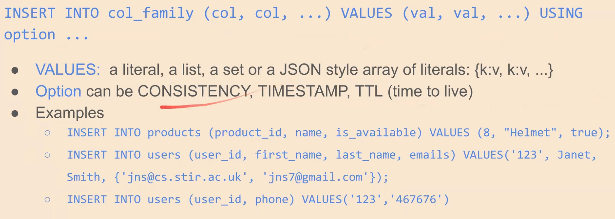 INSERT INTO col_family (col, col, ...) VALUES (val, val, ...) USING
option ...
● VALUES: a literal, a list, a set or a JSON style array of literals: {k:v, k:v, ...}
● Option can be CONSISTENCY, TIMESTAMP, TTL (time to live)
● Examples
○ INSERT INTO products (product_id, name, is_available) VALUES (8, "Helmet", true);
○ INSERT INTO users (user_id, first_name, last_name, emails) VALUES('123', Janet,
Smith, {'jns@cs.stir.ac.uk', 'jns7@gmail.com'});
○ INSERT INTO users (user_id, phone) VALUES('123','467676')